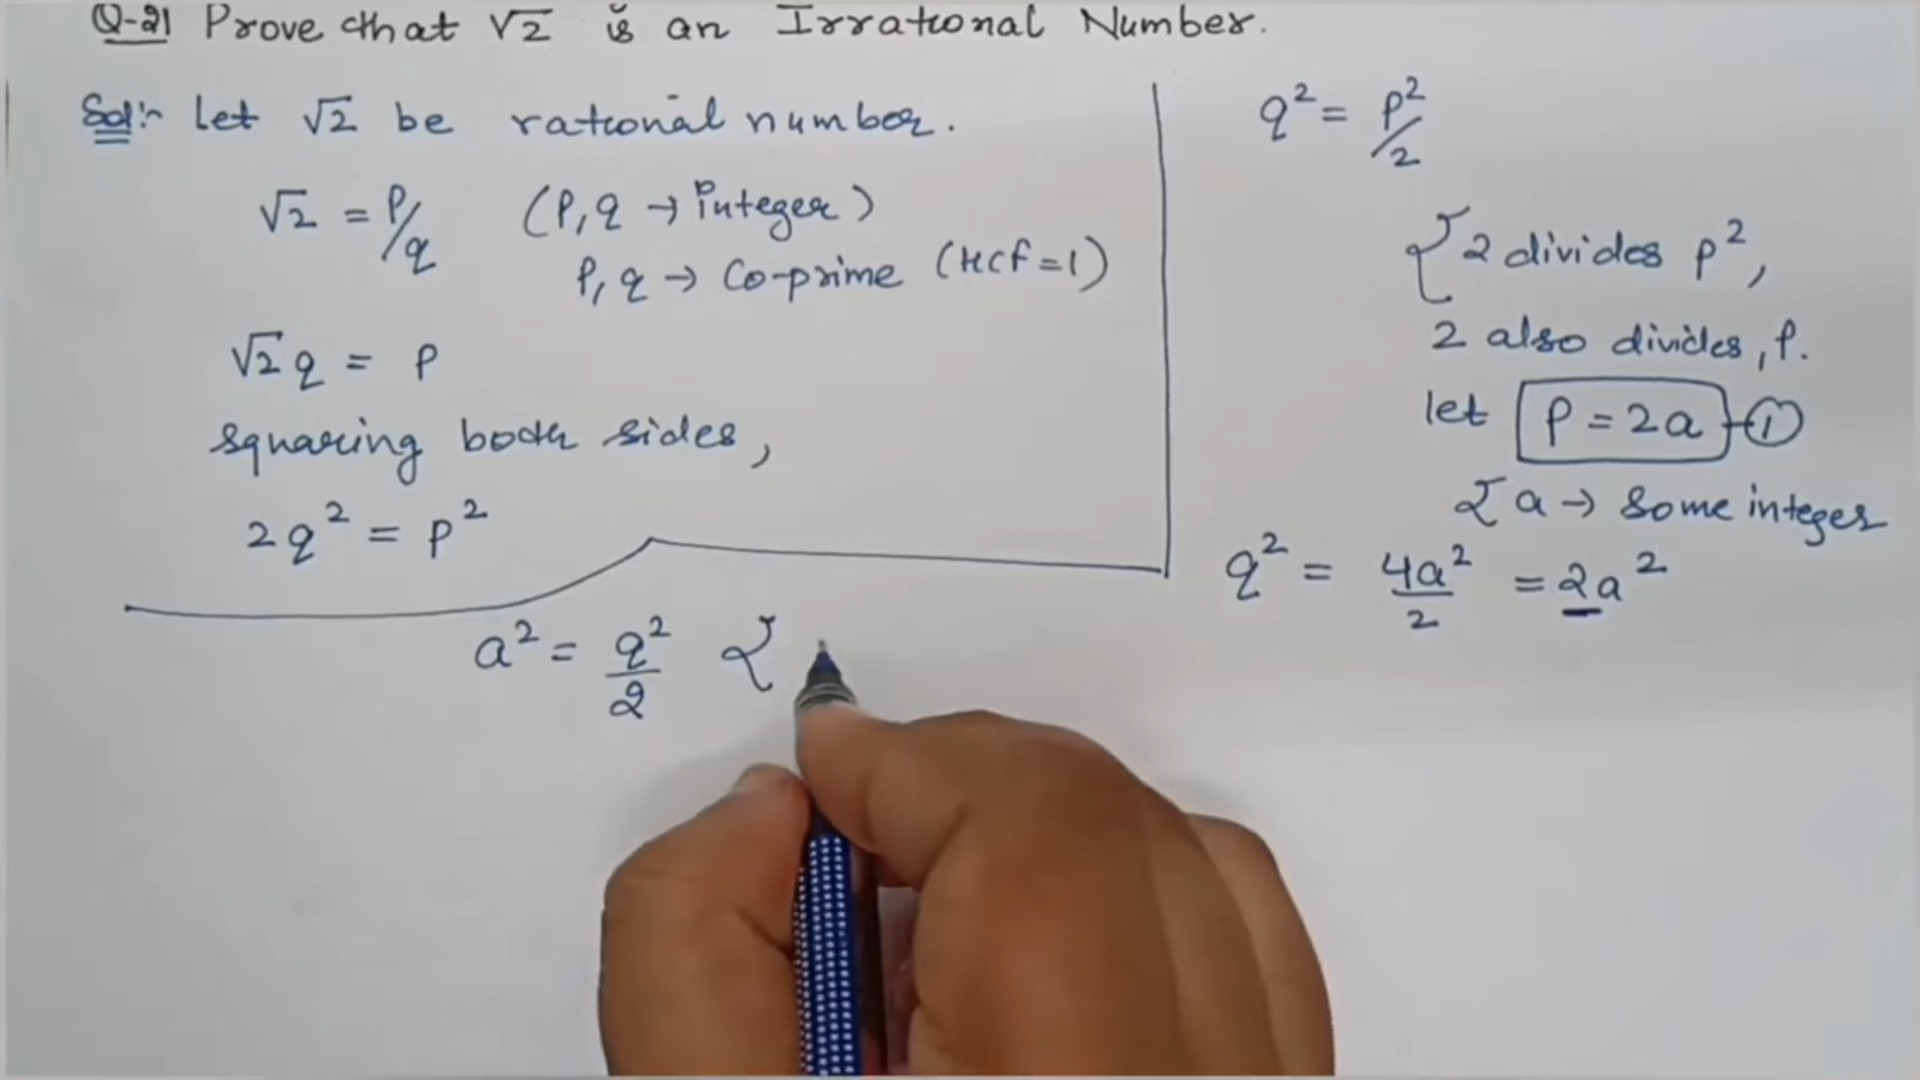 Q-21 Prove that √2 is an Irrational Number.
Sol:- Let √2 be rational number.
√2 = P/q (P, q → integer)
P, q → Co-prime (HCF = 1)
√2 q = P
squaring both sides,
2q² = p²
q² = p²/2
{ 2 divides p²,
2 also divides, P.
let P = 2a -①
{ a → some integer
q² = 4a²/2 = 2a²
a² = q²/2 {